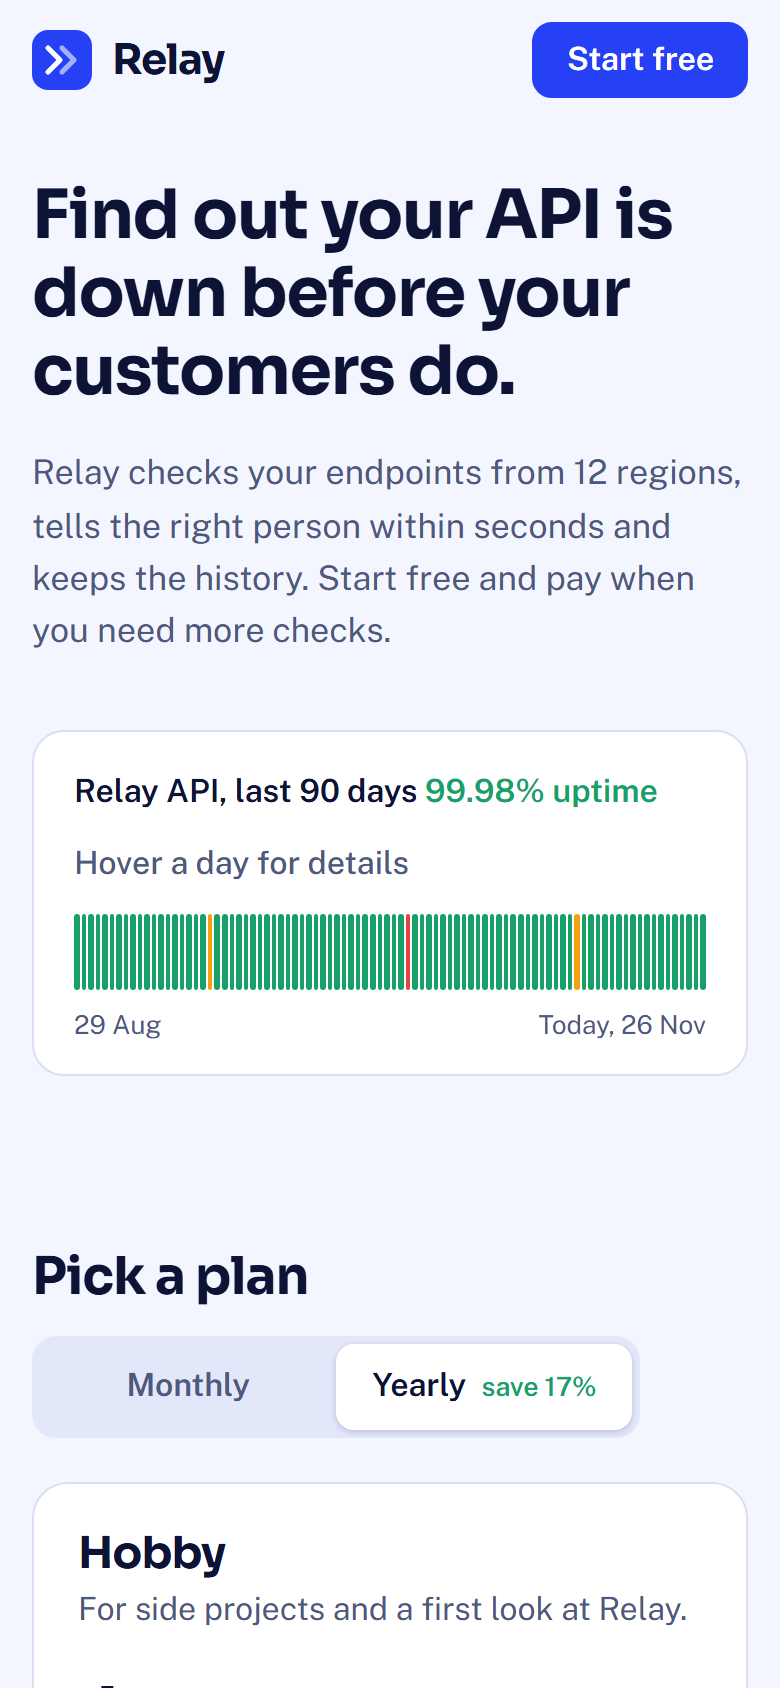 Relay
Start free
Find out your API is
down before your
customers do.
Relay checks your endpoints from 12 regions,
tells the right person within seconds and
keeps the history. Start free and pay when
you need more checks.
Relay API, last 90 days 99.98% uptime
Hover a day for details
29 Aug
Today, 26 Nov
Pick a plan
Monthly
Yearly save 17%
Hobby
For side projects and a first look at Relay.